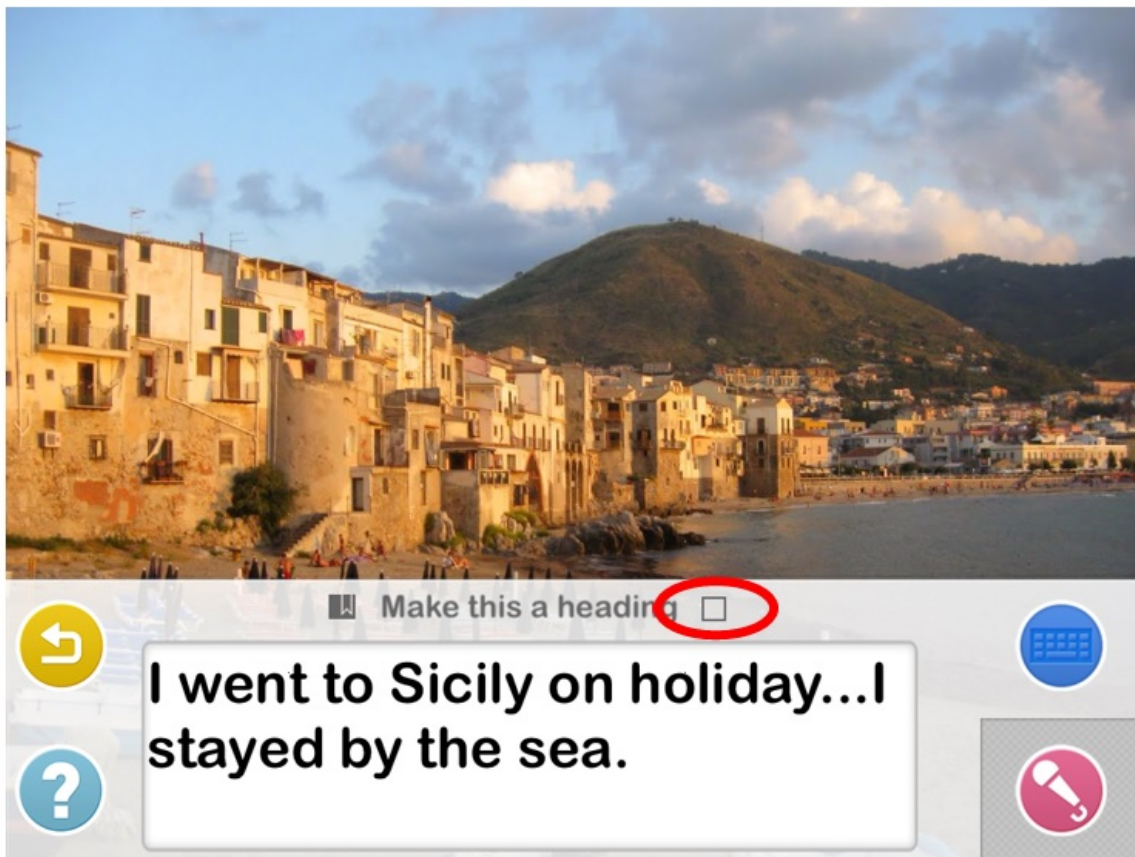 Make this a heading
I went to Sicily on holiday...I
stayed by the sea.
?